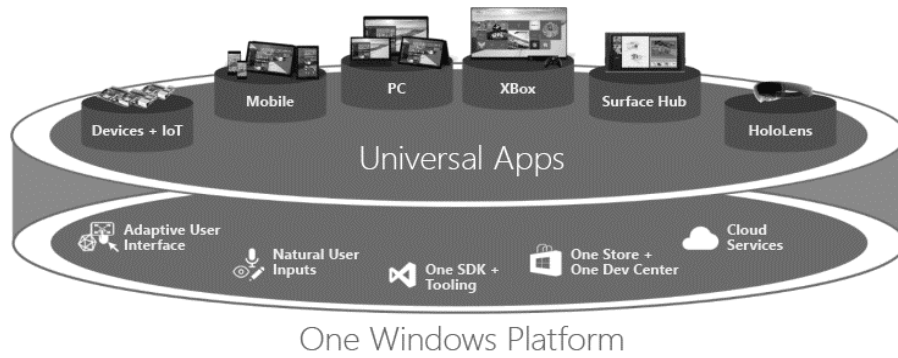 Devices + IoT
Mobile
PC
XBox
Surface Hub
HoloLens
Universal Apps
Adaptive User
Interface
Natural User
Inputs
One SDK +
Tooling
One Store +
One Dev Center
Cloud
Services
One Windows Platform